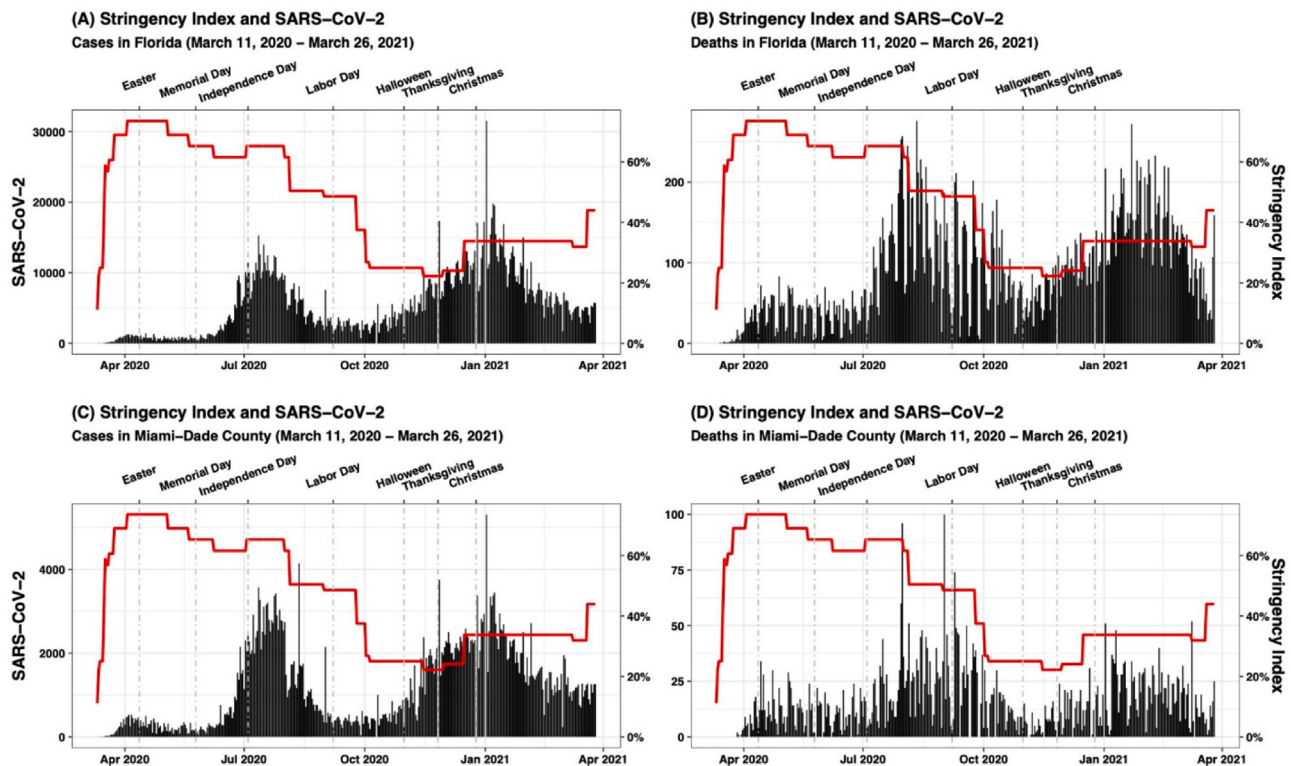 (A) Stringency Index and SARS−CoV−2
Cases in Florida (March 11, 2020 − March 26, 2021)
Easter
Memorial Day
Independence Day
Labor Day
Halloween
Thanksgiving
Christmas
SARS−CoV−2
30000
20000
10000
0
60%
40%
20%
0%
Apr 2020
Jul 2020
Oct 2020
Jan 2021
Apr 2021
(B) Stringency Index and SARS−CoV−2
Deaths in Florida (March 11, 2020 − March 26, 2021)
Easter
Memorial Day
Independence Day
Labor Day
Halloween
Thanksgiving
Christmas
200
100
0
60%
40%
20%
0%
Stringency Index
Apr 2020
Jul 2020
Oct 2020
Jan 2021
Apr 2021
(C) Stringency Index and SARS−CoV−2
Cases in Miami−Dade County (March 11, 2020 − March 26, 2021)
Easter
Memorial Day
Independence Day
Labor Day
Halloween
Thanksgiving
Christmas
SARS−CoV−2
4000
2000
0
60%
40%
20%
0%
Apr 2020
Jul 2020
Oct 2020
Jan 2021
Apr 2021
(D) Stringency Index and SARS−CoV−2
Deaths in Miami−Dade County (March 11, 2020 − March 26, 2021)
Easter
Memorial Day
Independence Day
Labor Day
Halloween
Thanksgiving
Christmas
100
75
50
25
0
60%
40%
20%
0%
Stringency Index
Apr 2020
Jul 2020
Oct 2020
Jan 2021
Apr 2021